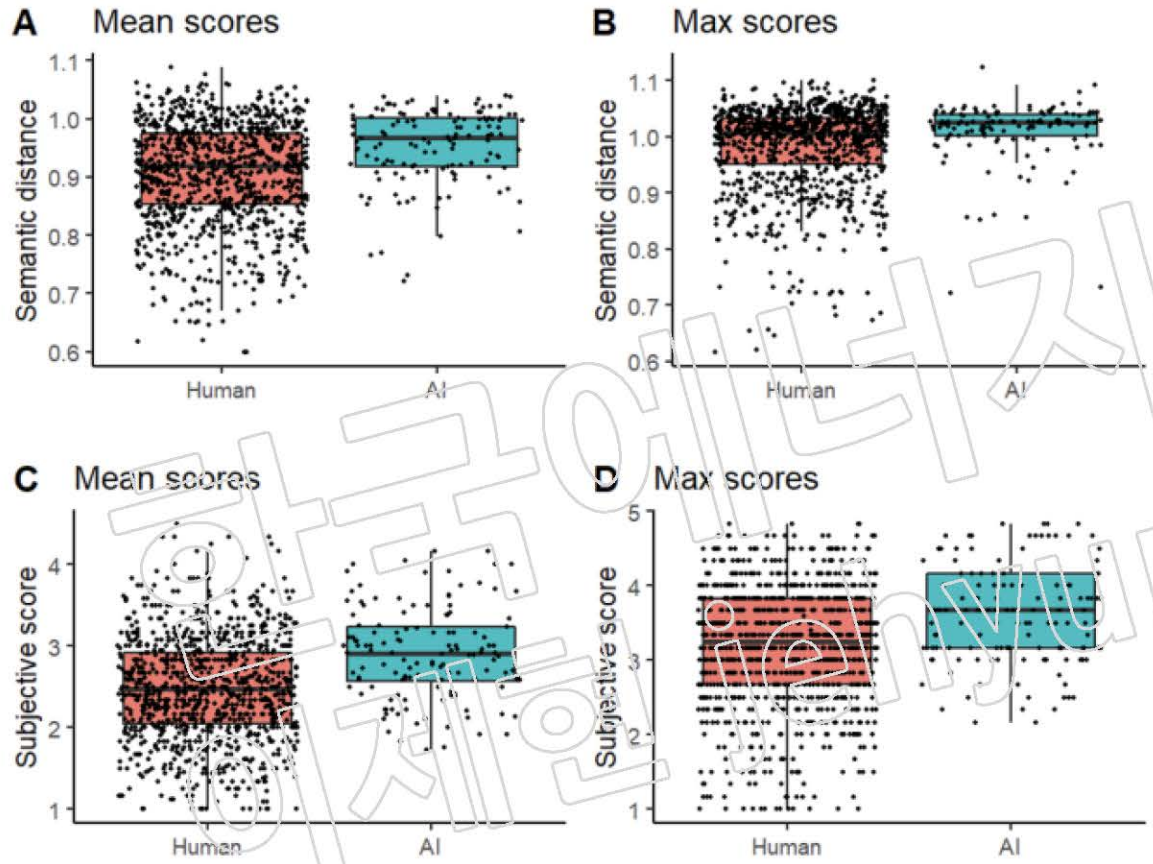 A Mean scores
Semantic distance
1.1
1.0
0.9
0.8
0.7
0.6
Human
AI
B Max scores
Semantic distance
1.1
1.0
0.9
0.8
0.7
0.6
Human
AI
C Mean scores
Subjective score
4
3
2
1
Human
AI
D Max scores
Subjective score
5
4
3
2
1
Human
AI
한국에너지
이제현 jehyu